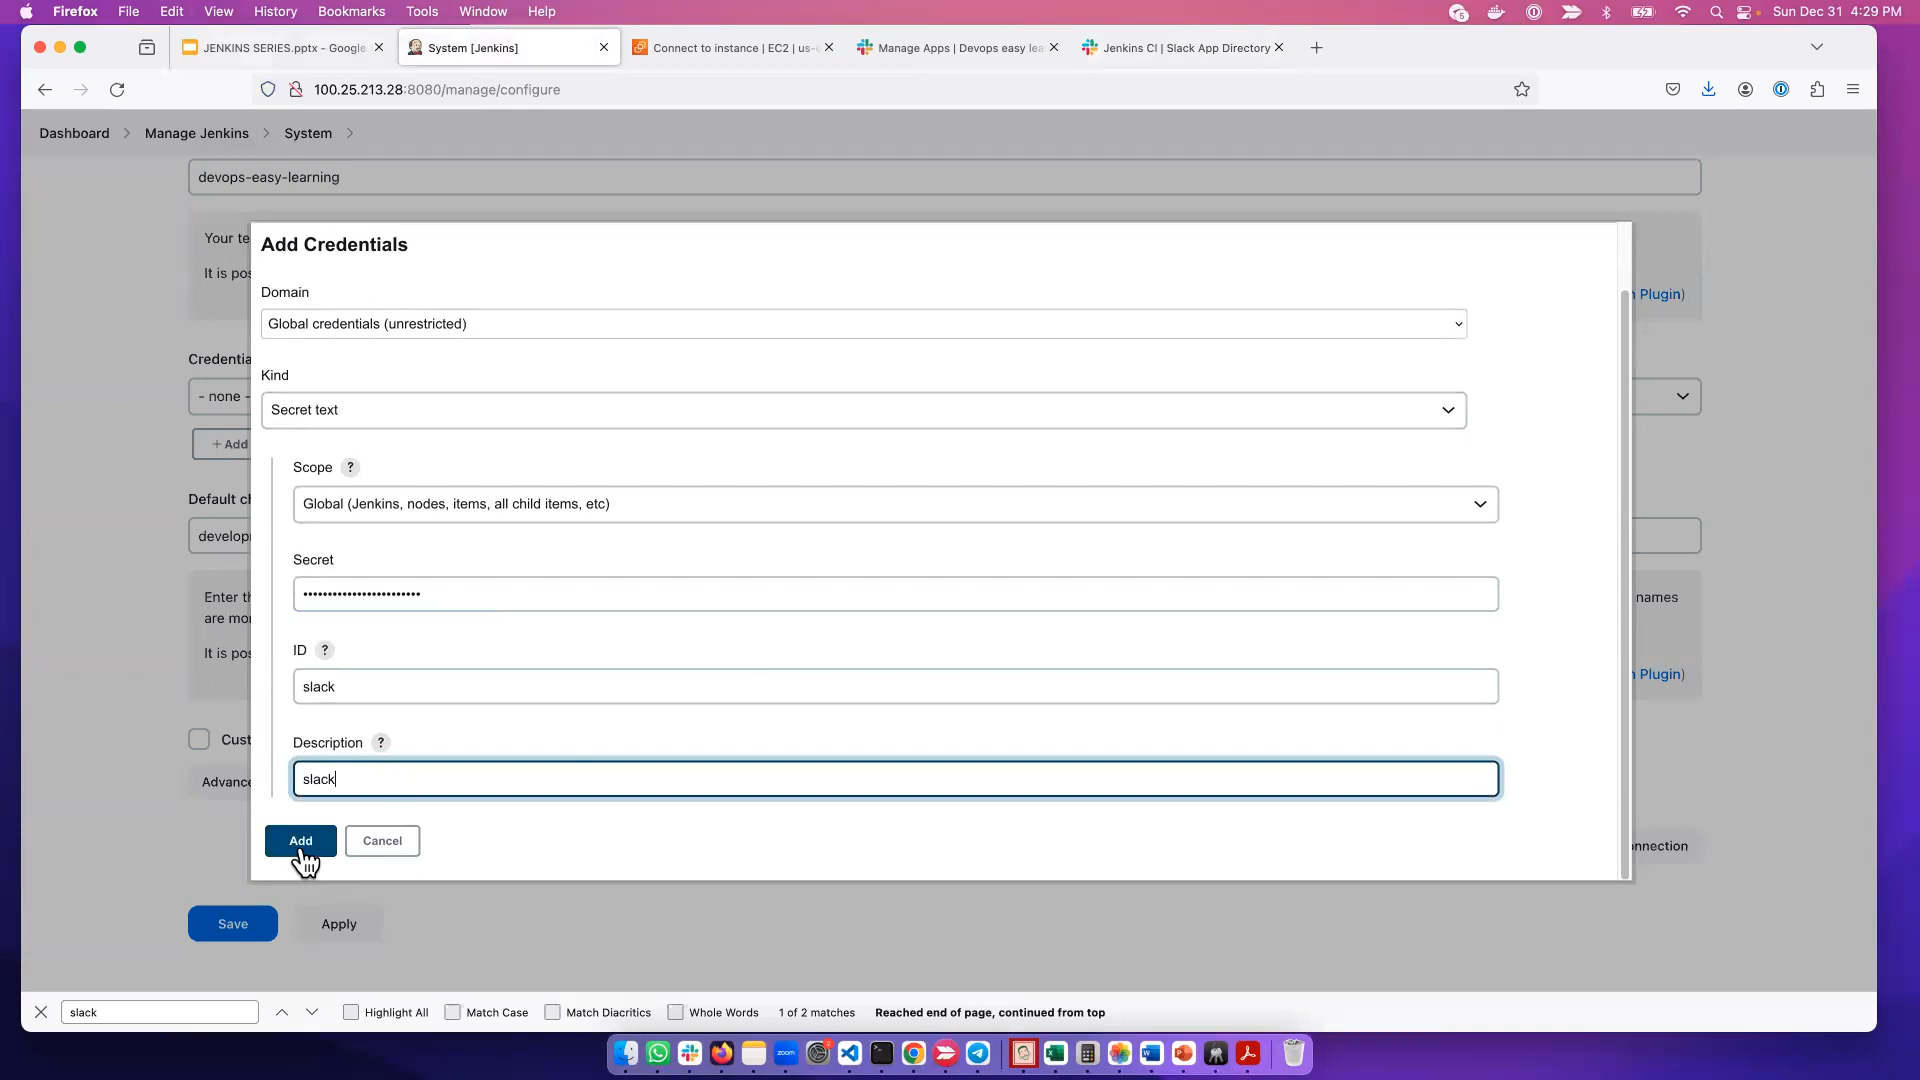 Firefox File Edit View History Bookmarks Tools Window Help
5
Sun Dec 31 4:29 PM
JENKINS SERIES.pptx - Google
System [Jenkins]
Connect to instance | EC2 | us-e
Manage Apps | Devops easy lea
Jenkins CI | Slack App Directory
100.25.213.28:8080/manage/configure
Dashboard Manage Jenkins System
devops-easy-learning
Your te
It is pos
n Plugin)
Add Credentials
Domain
Global credentials (unrestricted)
Credentia
- none -
+ Add
Kind
Secret text
Scope ?
Global (Jenkins, nodes, items, all child items, etc)
Default ch
developm
Secret
••••••••••••••••••••••••
Enter th
names
are mor
It is pos
n Plugin)
ID ?
slack
Description ?
slack
Cust
Advance
Add
Cancel
onnection
Save
Apply
slack
Highlight All
Match Case
Match Diacritics
Whole Words
1 of 2 matches
Reached end of page, continued from top
zoom
2